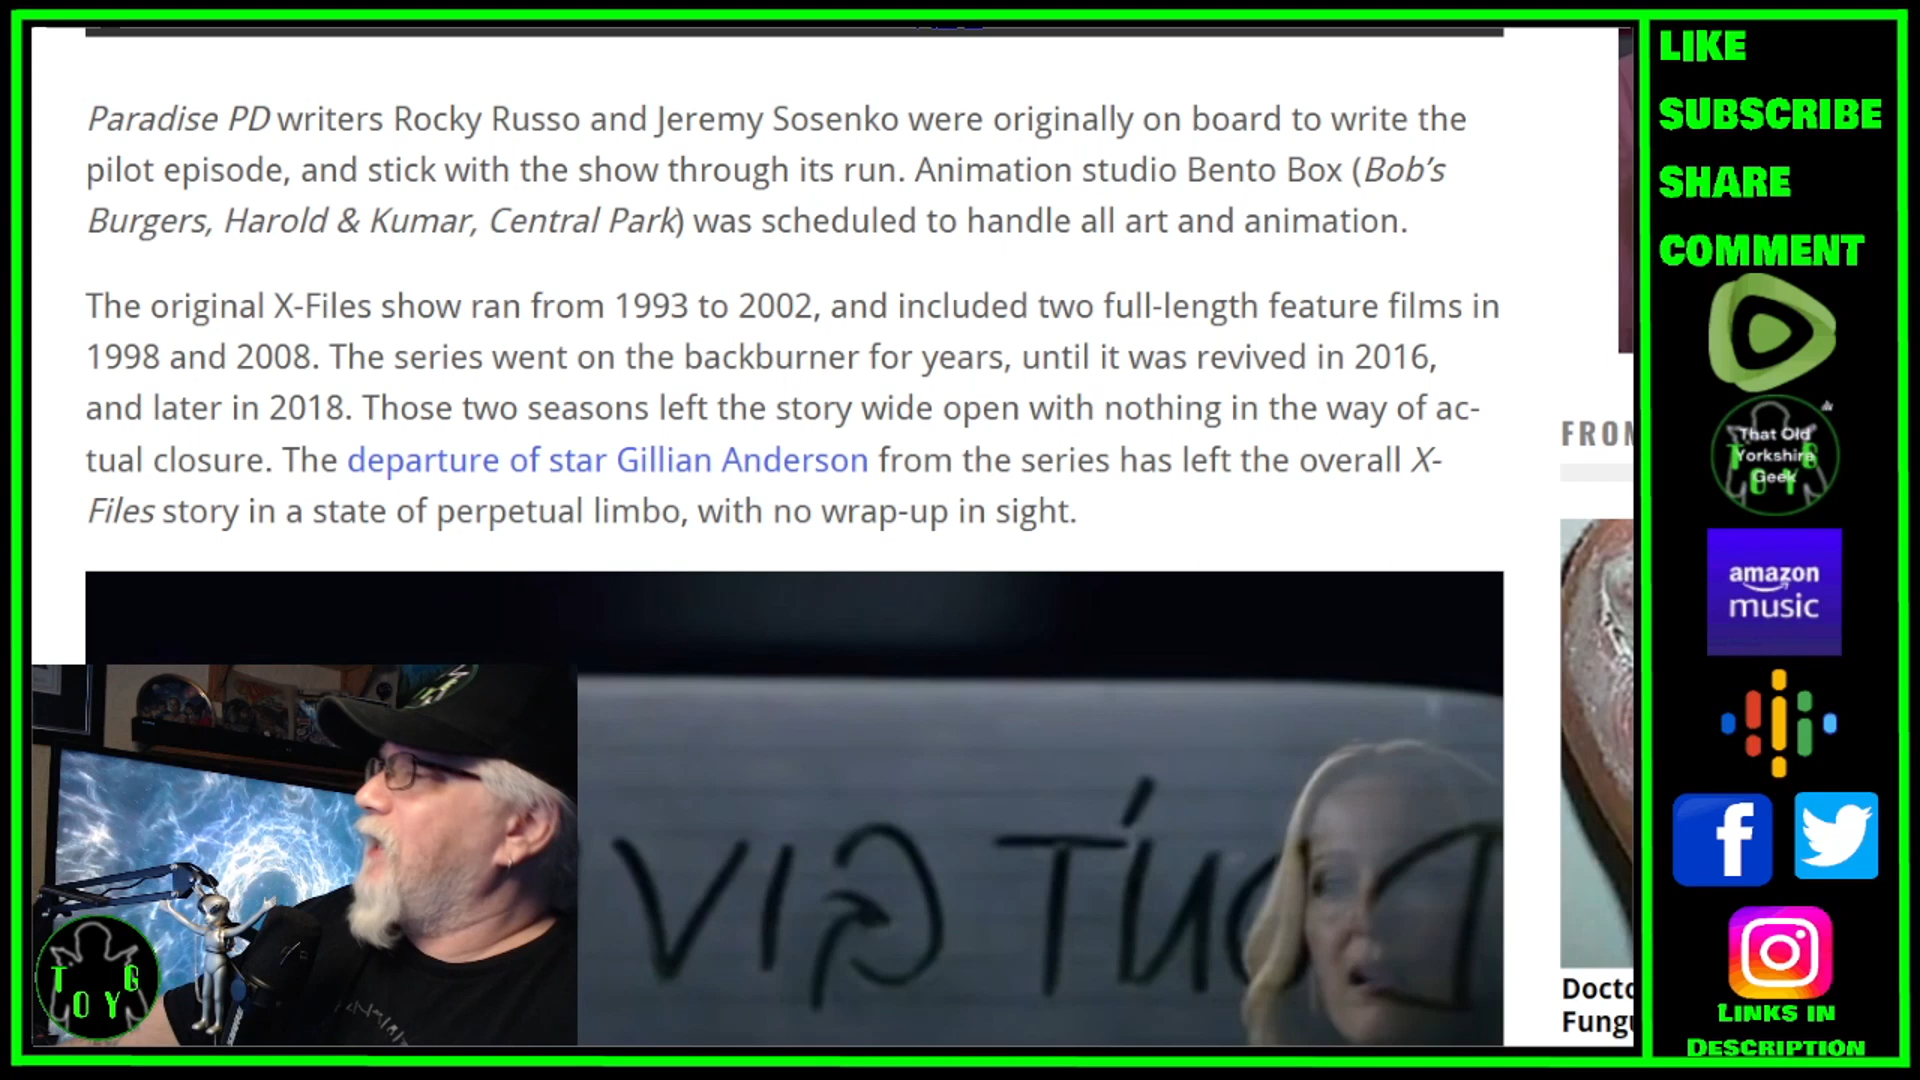 Paradise PD writers Rocky Russo and Jeremy Sosenko were originally on board to write the
pilot episode, and stick with the show through its run. Animation studio Bento Box (Bob’s
Burgers, Harold & Kumar, Central Park) was scheduled to handle all art and animation.
The original X-Files show ran from 1993 to 2002, and included two full-length feature films in
1998 and 2008. The series went on the backburner for years, until it was revived in 2016,
and later in 2018. Those two seasons left the story wide open with nothing in the way of ac-
tual closure. The departure of star Gillian Anderson from the series has left the overall X-
Files story in a state of perpetual limbo, with no wrap-up in sight.
LIKE
SUBSCRIBE
SHARE
COMMENT
That Old
Yorkshire
Geek
amazon
music
LINKS IN
DESCRIPTION
T O Y G